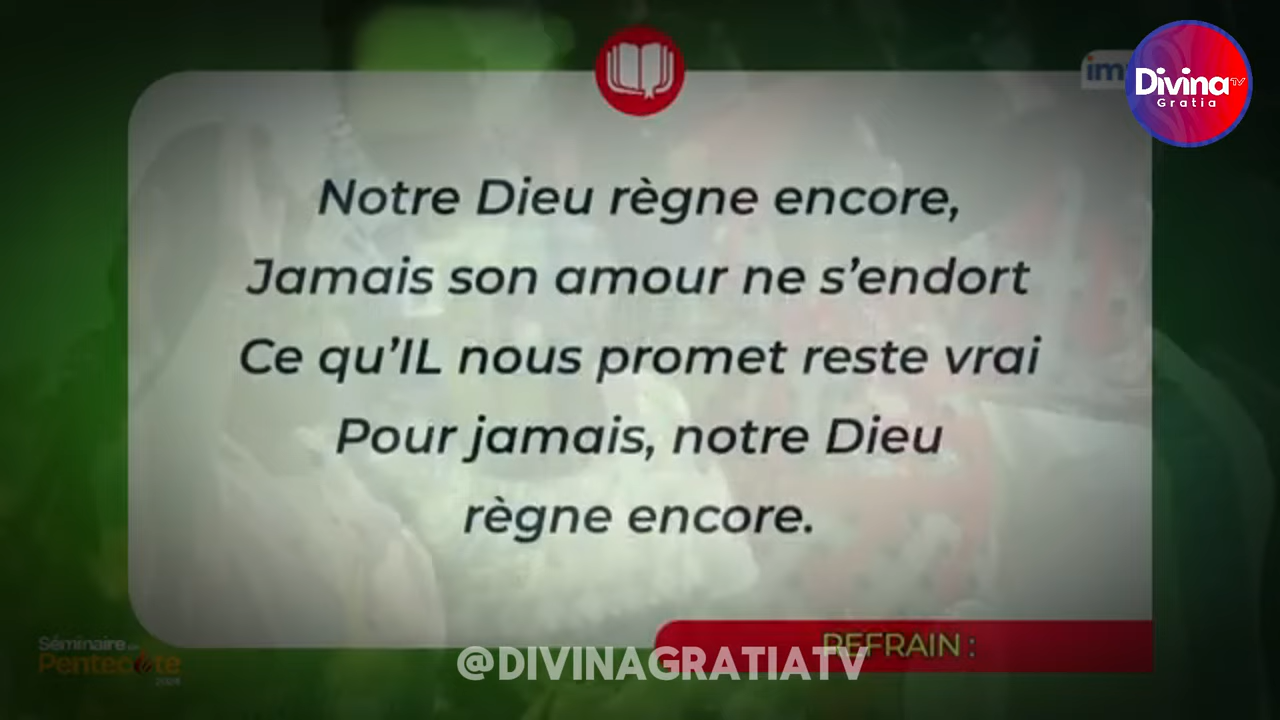 Divina TV
Gratia
Notre Dieu règne encore,
Jamais son amour ne s’endort
Ce qu’IL nous promet reste vrai
Pour jamais, notre Dieu
règne encore.
REFRAIN :
Séminaire
Pentecôte
@DIVINAGRATIATV